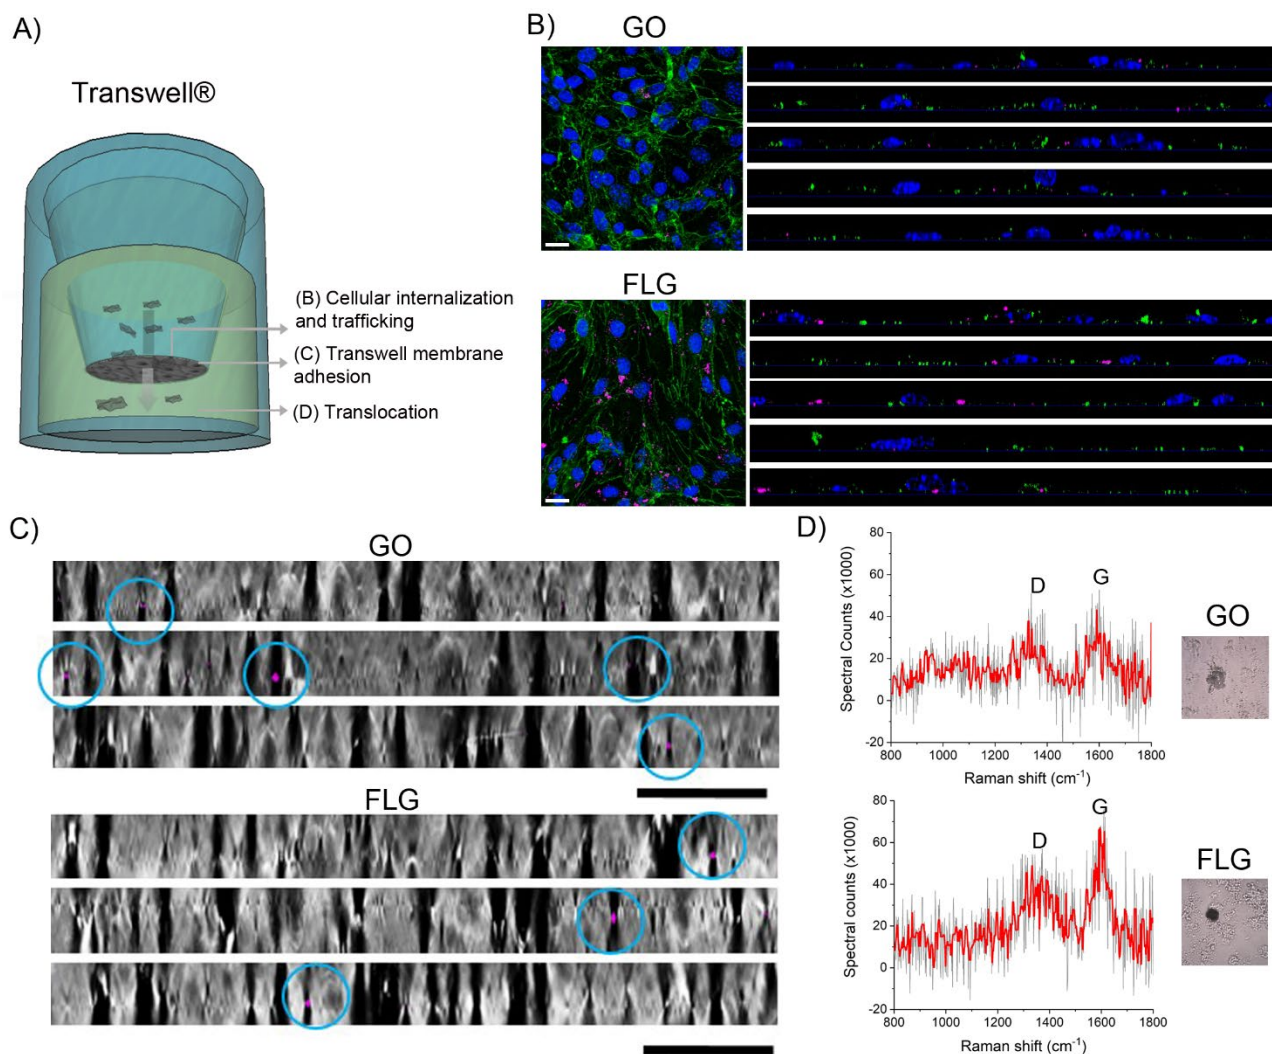 A)
Transwell®
(B) Cellular internalization
and trafficking
(C) Transwell membrane
adhesion
(D) Translocation
B)
GO
FLG
C)
GO
FLG
D)
80
60
40
20
0
-20
Spectral Counts (x1000)
D
G
800 1000 1200 1400 1600 1800
Raman shift (cm⁻¹)
GO
80
60
40
20
0
-20
Spectral counts (x1000)
D
G
800 1000 1200 1400 1600 1800
Raman shift (cm⁻¹)
FLG